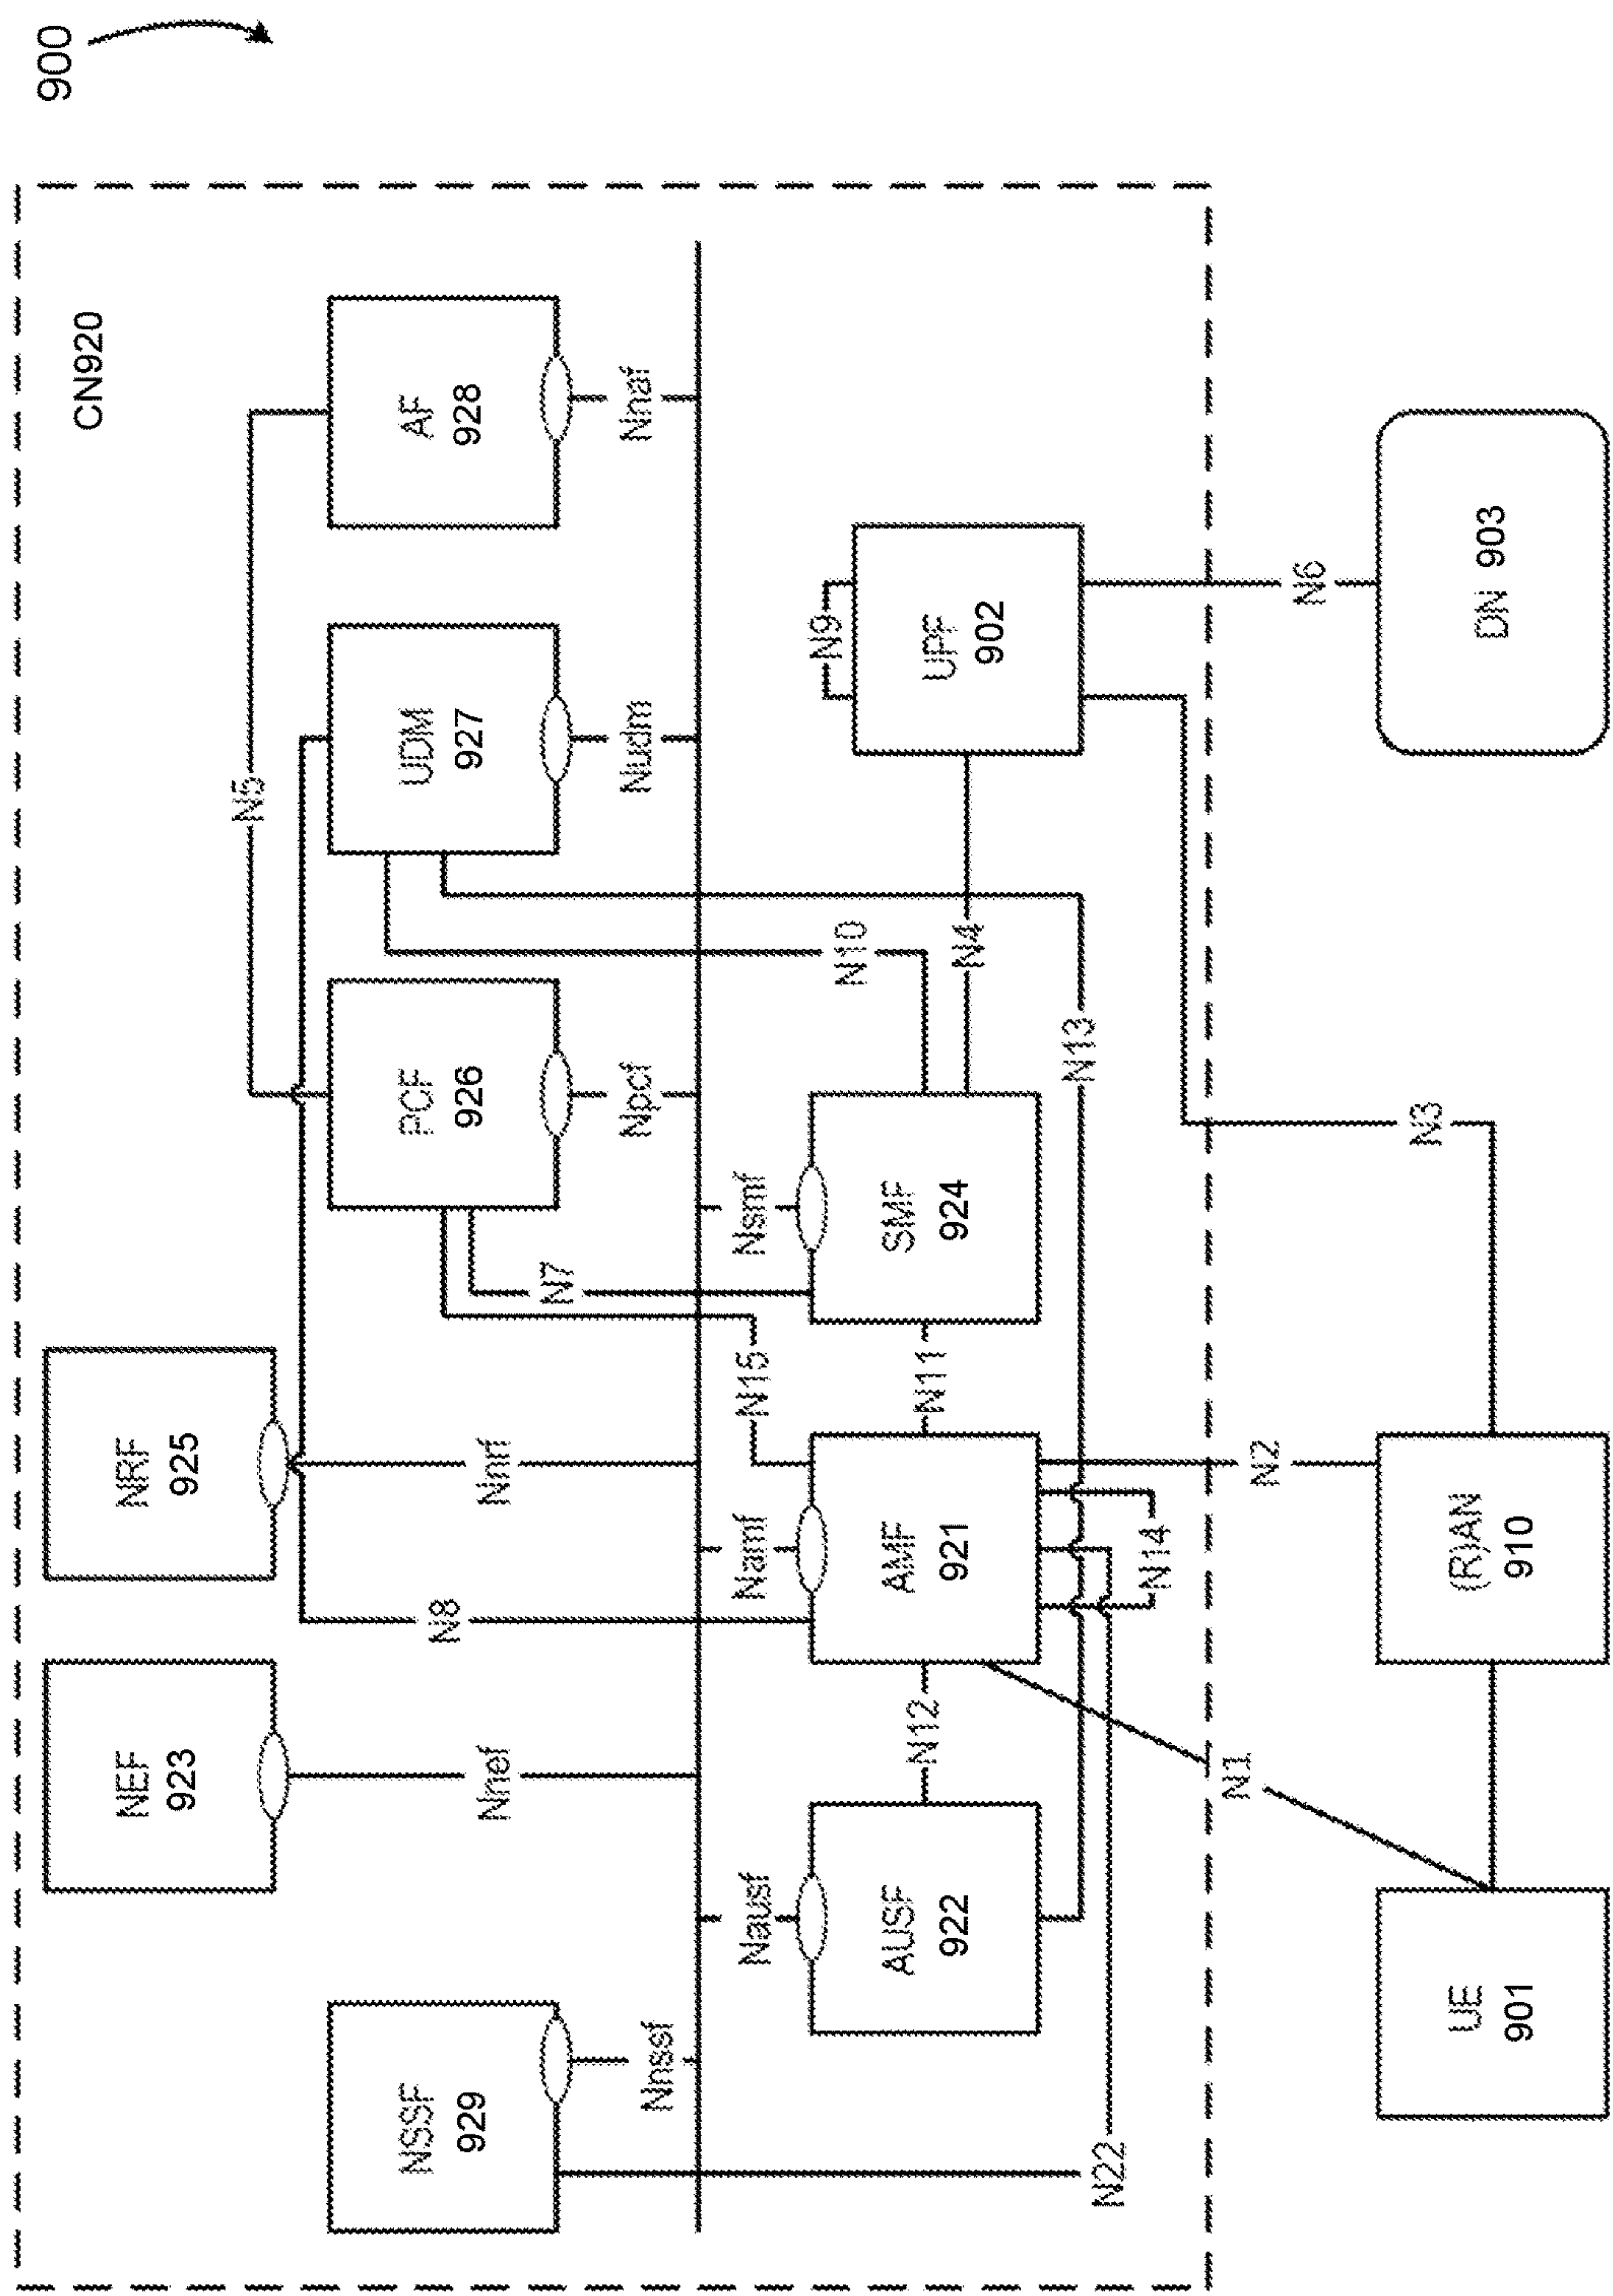 900
CN920
NEF
923
NRF
925
N5
N8
Nnef
Nnrf
NSSF
929
PCF
926
UDM
927
AF
928
N7
Nnssf
Npcf
Nudm
Nnaf
Nausf
Namf
N15
Nsmf
N10
N9
AUSF
922
N12
AMF
921
N11
SMF
924
N4
UPF
902
N22
N14
N13
N1
N2
N3
N6
UE
901
(R)AN
910
DN 903